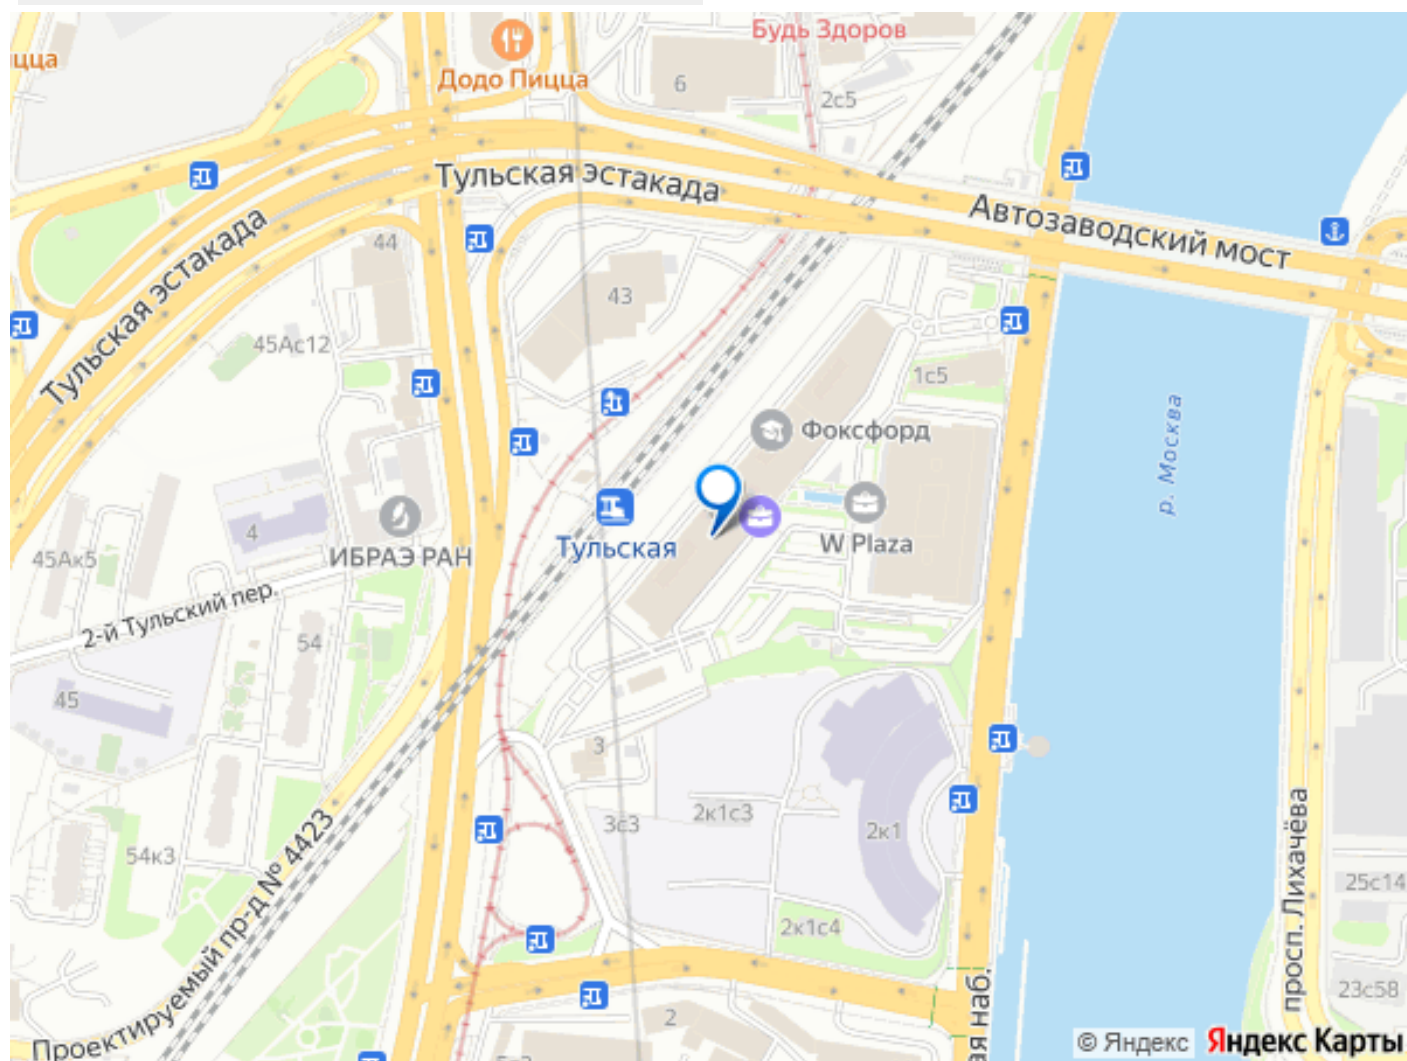 Будь Здоров
цца
Додо Пицца
6
2с5
Тульская эстакада
Автозаводский мост
Тульская эстакада
44
43
45Ас12
1с5
Фоксфорд
р. Москва
4
ИБРАЭ РАН
Тульская
W Plaza
45Ак5
2-й Тульский пер.
54
45
3
3с3
2к1с3
2к1
54к3
Проектируемый пр-д № 4423
просп. Лихачёва
25с14
2к1с4
ая наб.
23с58
2
© Яндекс Яндекс Карты